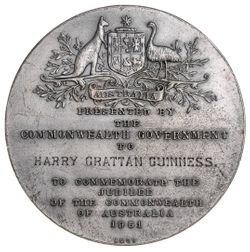 AUSTRALIA
PRESENTED BY
THE
COMMONWEALTH GOVERNMENT
TO
HARRY GRATTAN GUINNESS.
TO COMMEMORATE THE
JUBILEE
OF THE COMMONWEALTH
OF AUSTRALIA
1951